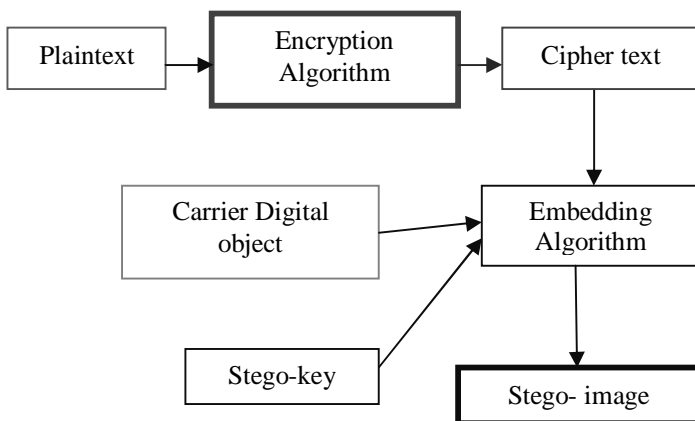 Plaintext
Encryption
Algorithm
Cipher text
Carrier Digital
object
Embedding
Algorithm
Stego-key
Stego- image